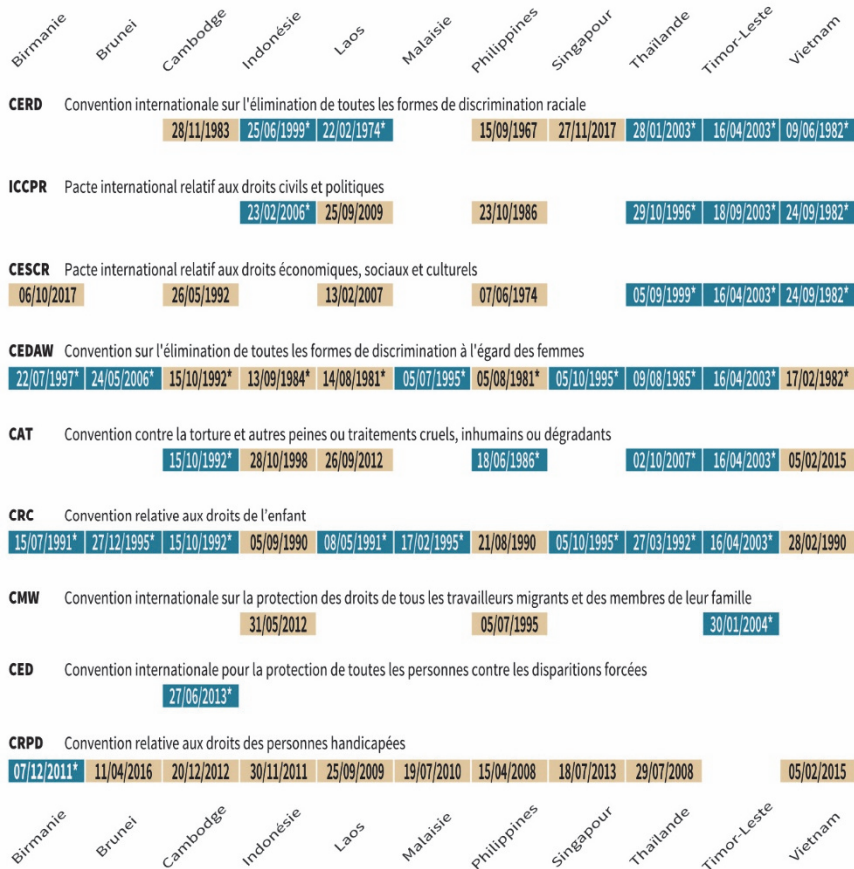 Birmanie Brunei Cambodge Indonésie Laos Malaisie Philippines Singapour Thaïlande Timor-Leste Vietnam
CERD Convention internationale sur l'élimination de toutes les formes de discrimination raciale
28/11/1983 25/06/1999* 22/02/1974* 15/09/1967 27/11/2017 28/01/2003* 16/04/2003* 09/06/1982*
ICCPR Pacte international relatif aux droits civils et politiques
23/02/2006* 25/09/2009 23/10/1986 29/10/1996* 18/09/2003* 24/09/1982*
CESCR Pacte international relatif aux droits économiques, sociaux et culturels
06/10/2017 26/05/1992 13/02/2007 07/06/1974 05/09/1999* 16/04/2003* 24/09/1982*
CEDAW Convention sur l'élimination de toutes les formes de discrimination à l'égard des femmes
22/07/1997* 24/05/2006* 15/10/1992* 13/09/1984* 14/08/1981* 05/07/1995* 05/08/1981* 05/10/1995* 09/08/1985* 16/04/2003* 17/02/1982*
CAT Convention contre la torture et autres peines ou traitements cruels, inhumains ou dégradants
15/10/1992* 28/10/1998 26/09/2012 18/06/1986* 02/10/2007* 16/04/2003* 05/02/2015
CRC Convention relative aux droits de l'enfant
15/07/1991* 27/12/1995* 15/10/1992* 05/09/1990 08/05/1991* 17/02/1995* 21/08/1990 05/10/1995* 27/03/1992* 16/04/2003* 28/02/1990
CMW Convention internationale sur la protection des droits de tous les travailleurs migrants et des membres de leur famille
31/05/2012 05/07/1995 30/01/2004*
CED Convention internationale pour la protection de toutes les personnes contre les disparitions forcées
27/06/2013*
CRPD Convention relative aux droits des personnes handicapées
07/12/2011* 11/04/2016 20/12/2012 30/11/2011 25/09/2009 19/07/2010 15/04/2008 18/07/2013 29/07/2008 05/02/2015
Birmanie Brunei Cambodge Indonésie Laos Malaisie Philippines Singapour Thaïlande Timor-Leste Vietnam